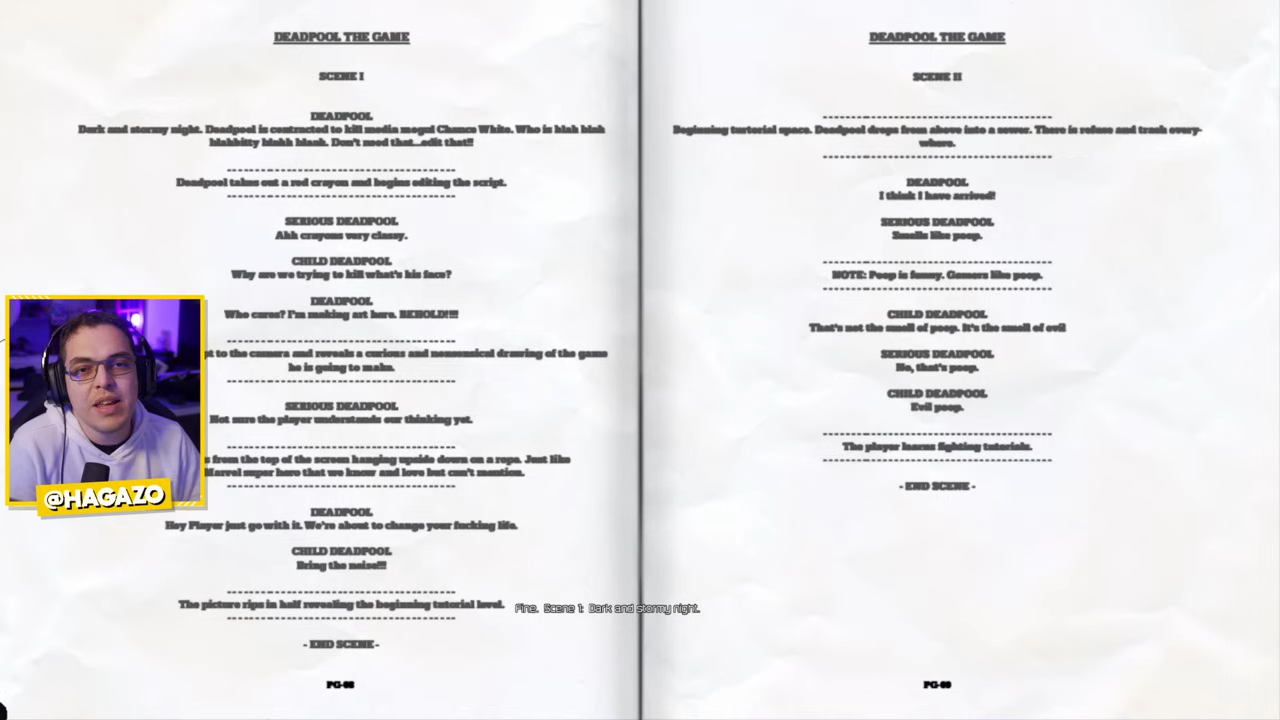 DEADPOOL THE GAME
SCENE I
DEADPOOL
Dark and stormy night. Deadpool is contracted to kill media mogul Chance White. Who is blah blah
blabbitty blahh blank. Don't need that...edit that!!
Deadpool takes out a red crayon and begins editing the script.
SERIOUS DEADPOOL
Ahh crayons very classy.
CHILD DEADPOOL
Why are we trying to kill what's his face?
DEADPOOL
Who cares? I'm making art here. BEHOLD!!!!
to the camera and reveals a curious and nonsensical drawing of the game
he is going to make.
SERIOUS DEADPOOL
Not sure the player understands our thinking yet.
from the top of the screen hanging upside down on a rope. Just like
Marvel super hero that we know and love but can't mention.
DEADPOOL
Hey Player just go with it. We're about to change your fucking life.
CHILD DEADPOOL
Bring the noise!!!
The picture rips in half revealing the beginning tutorial level.
- END SCENE -
PG-08
DEADPOOL THE GAME
SCENE II
Beginning turtorial space. Deadpool drops from above into a sewer. There is refuse and trash every-
where.
DEADPOOL
I think I have arrived!
SERIOUS DEADPOOL
Smells like poop.
NOTE: Poop is funny. Gamers like poop.
CHILD DEADPOOL
That's not the smell of poop. It's the smell of evil
SERIOUS DEADPOOL
No, that's poop.
CHILD DEADPOOL
Evil poop.
The player learns fighting tutorials.
- END SCENE -
PG-09
Fine. Scene 1: Dark and stormy night.
@HAGAZO